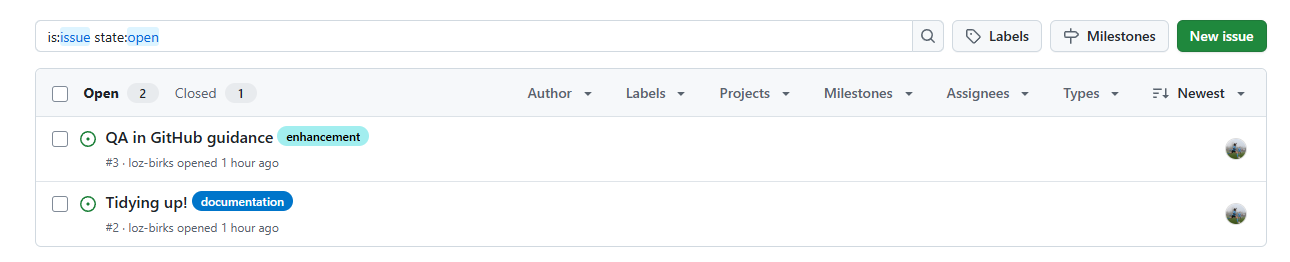 is:issue state:open Labels Milestones New issue
Open 2 Closed 1 Author Labels Projects Milestones Assignees Types Newest
QA in GitHub guidance enhancement
#3 · loz-birks opened 1 hour ago
Tidying up! documentation
#2 · loz-birks opened 1 hour ago